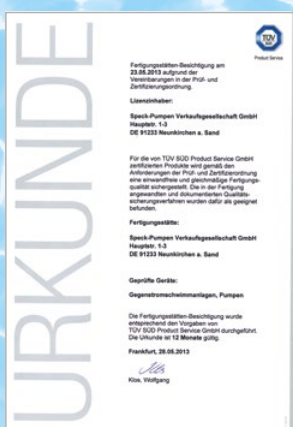 URKUNDE
TÜV
SÜD
Product Service
Fertigungsstätten-Besichtigung am
23.05.2013 aufgrund der
Vereinbarungen in der Prüf- und
Zertifizierungsordnung.
Lizenzinhaber:
Speck-Pumpen Verkaufsgesellschaft GmbH
Hauptstr. 1-3
DE 91233 Neunkirchen a. Sand
Für die von TÜV SÜD Product Service GmbH
zertifizierten Produkte wird gemäß den
Anforderungen der Prüf- und Zertifizierordnung
eine einwandfreie und gleichmäßige Fertigungs-
qualität sichergestellt. Die in der Fertigung
angewandten und dokumentierten Qualitäts-
sicherungsverfahren wurden dafür als geeignet
befunden.
Fertigungsstätte:
Speck-Pumpen Verkaufsgesellschaft GmbH
Hauptstr. 1-3
DE 91233 Neunkirchen a. Sand
Geprüfte Geräte:
Gegenstromschwimmanlagen, Pumpen
Die Fertigungsstätten-Besichtigung wurde
entsprechend den Vorgaben von
TÜV SÜD Product Service GmbH durchgeführt.
Die Urkunde ist 12 Monate gültig.
Frankfurt, 29.05.2013
Klos, Wolfgang